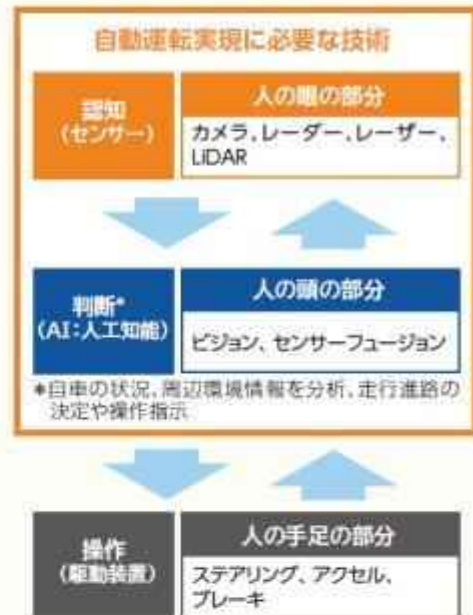 自動運転実現に必要な技術
認知
(センサー)
人の眼の部分
カメラ、レーダー、レーザー、
LiDAR
判断*
(AI:人工知能)
人の頭の部分
ビジョン、センサーフュージョン
*自車の状況、周辺環境情報を分析、走行進路の
決定や操作指示
操作
(駆動装置)
人の手足の部分
ステアリング、アクセル、
ブレーキ